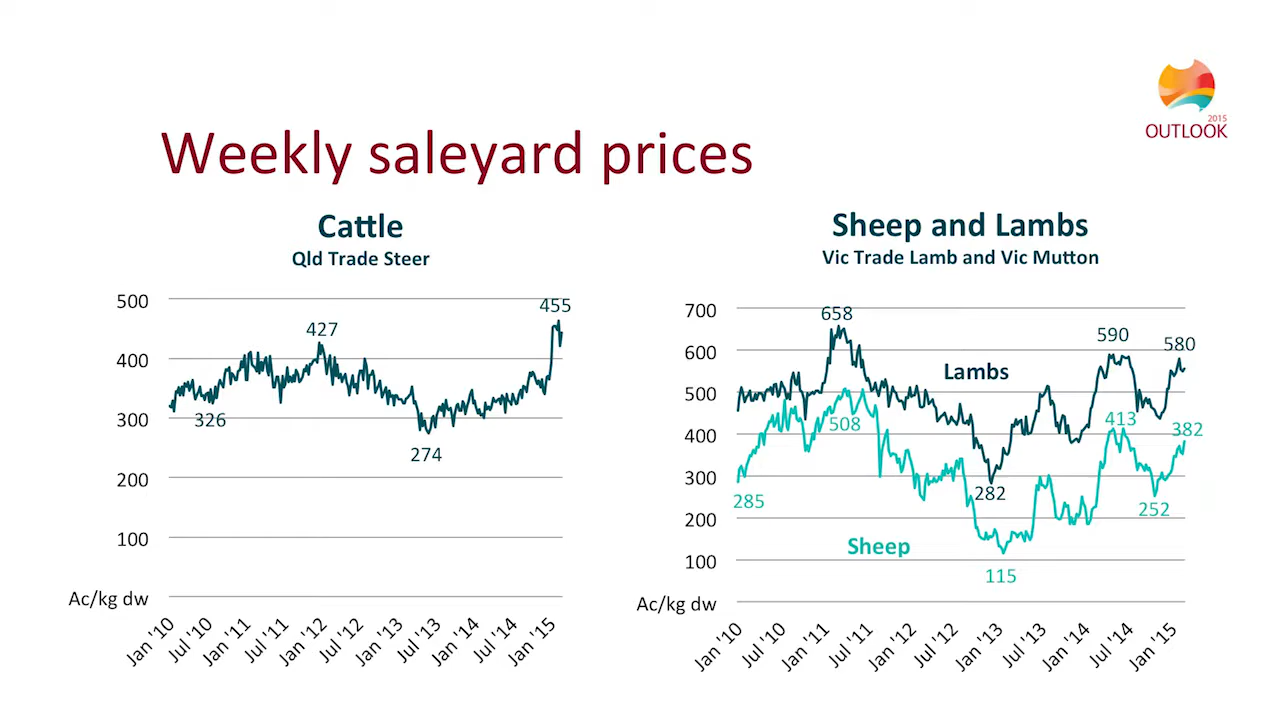 2015
OUTLOOK
Weekly saleyard prices
Cattle
Qld Trade Steer
500
400
300
200
100
Ac/kg dw
455
427
326
274
Jan '10
Jul '10
Jan '11
Jul '11
Jan '12
Jul '12
Jan '13
Jul '13
Jan '14
Jul '14
Jan '15
Sheep and Lambs
Vic Trade Lamb and Vic Mutton
700
600
500
400
300
200
100
Ac/kg dw
658
590
580
Lambs
508
413
382
285
282
252
Sheep
115
Jan '10
Jul '10
Jan '11
Jul '11
Jan '12
Jul '12
Jan '13
Jul '13
Jan '14
Jul '14
Jan '15